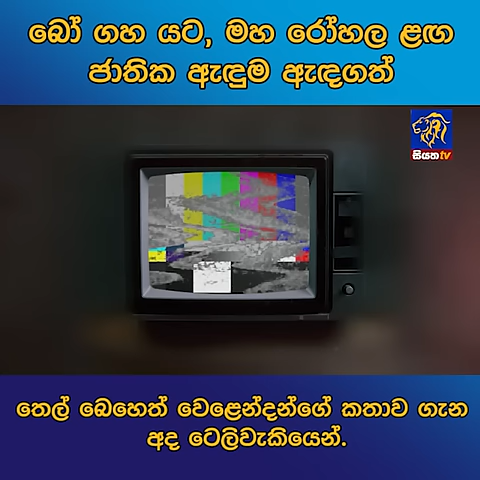 බෝ ගහ යට, මහ රෝහල ළඟ
ජාතික ඇඳුම ඇඳගත්
සියත tv
තෙල් බෙහෙත් වෙළෙන්දන්ගේ කතාව ගැන
අද ටෙලිවැකියෙන්.